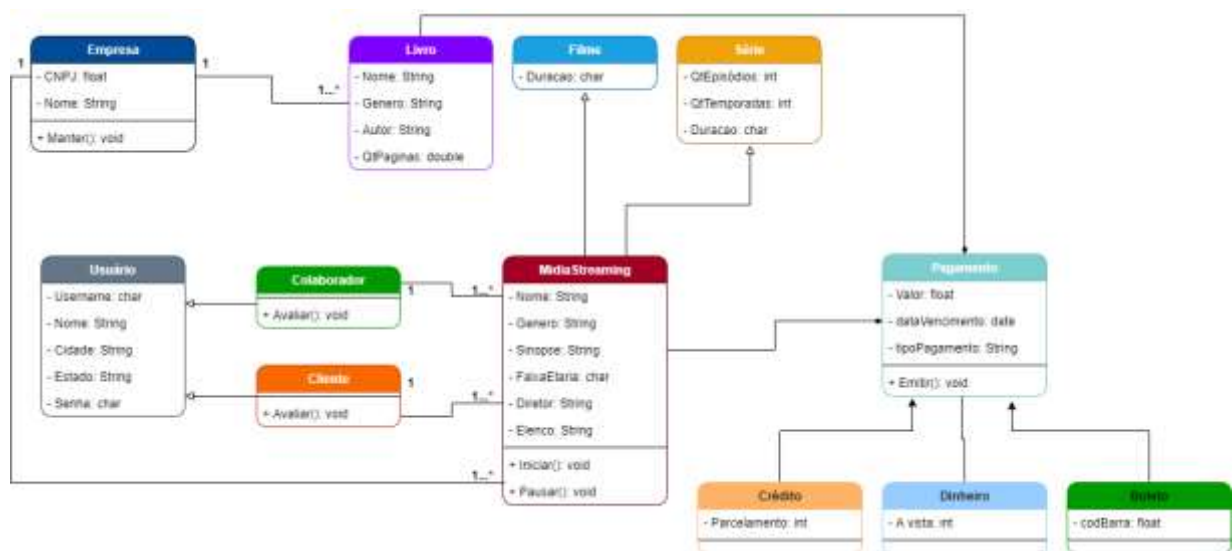 Empresa
- CNPJ: float
- Nome: String
+ Manter(): void
1
1
1...*
Livro
- Nome: String
- Genero: String
- Autor: String
- QtPaginas: double
Filme
- Duracao: char
Série
- QtEpisódios: int
- QtTemporadas: int
- Duracao: char
Usuário
- Username: char
- Nome: String
- Cidade: String
- Estado: String
- Senha: char
Colaborador
+ Avaliar(): void
1
1...*
Cliente
+ Avaliar(): void
1
1...*
1...*
MidiaStreaming
- Nome: String
- Genero: String
- Sinopse: String
- FaixaEtaria: char
- Diretor: String
- Elenco: String
+ Iniciar(): void
+ Pausar(): void
Pagamento
- Valor: float
- dataVencimento: date
- tipoPagamento: String
+ Emitir(): void
Crédito
- Parcelamento: int
Dinheiro
- A vista: int
Boleto
- codBarra: float